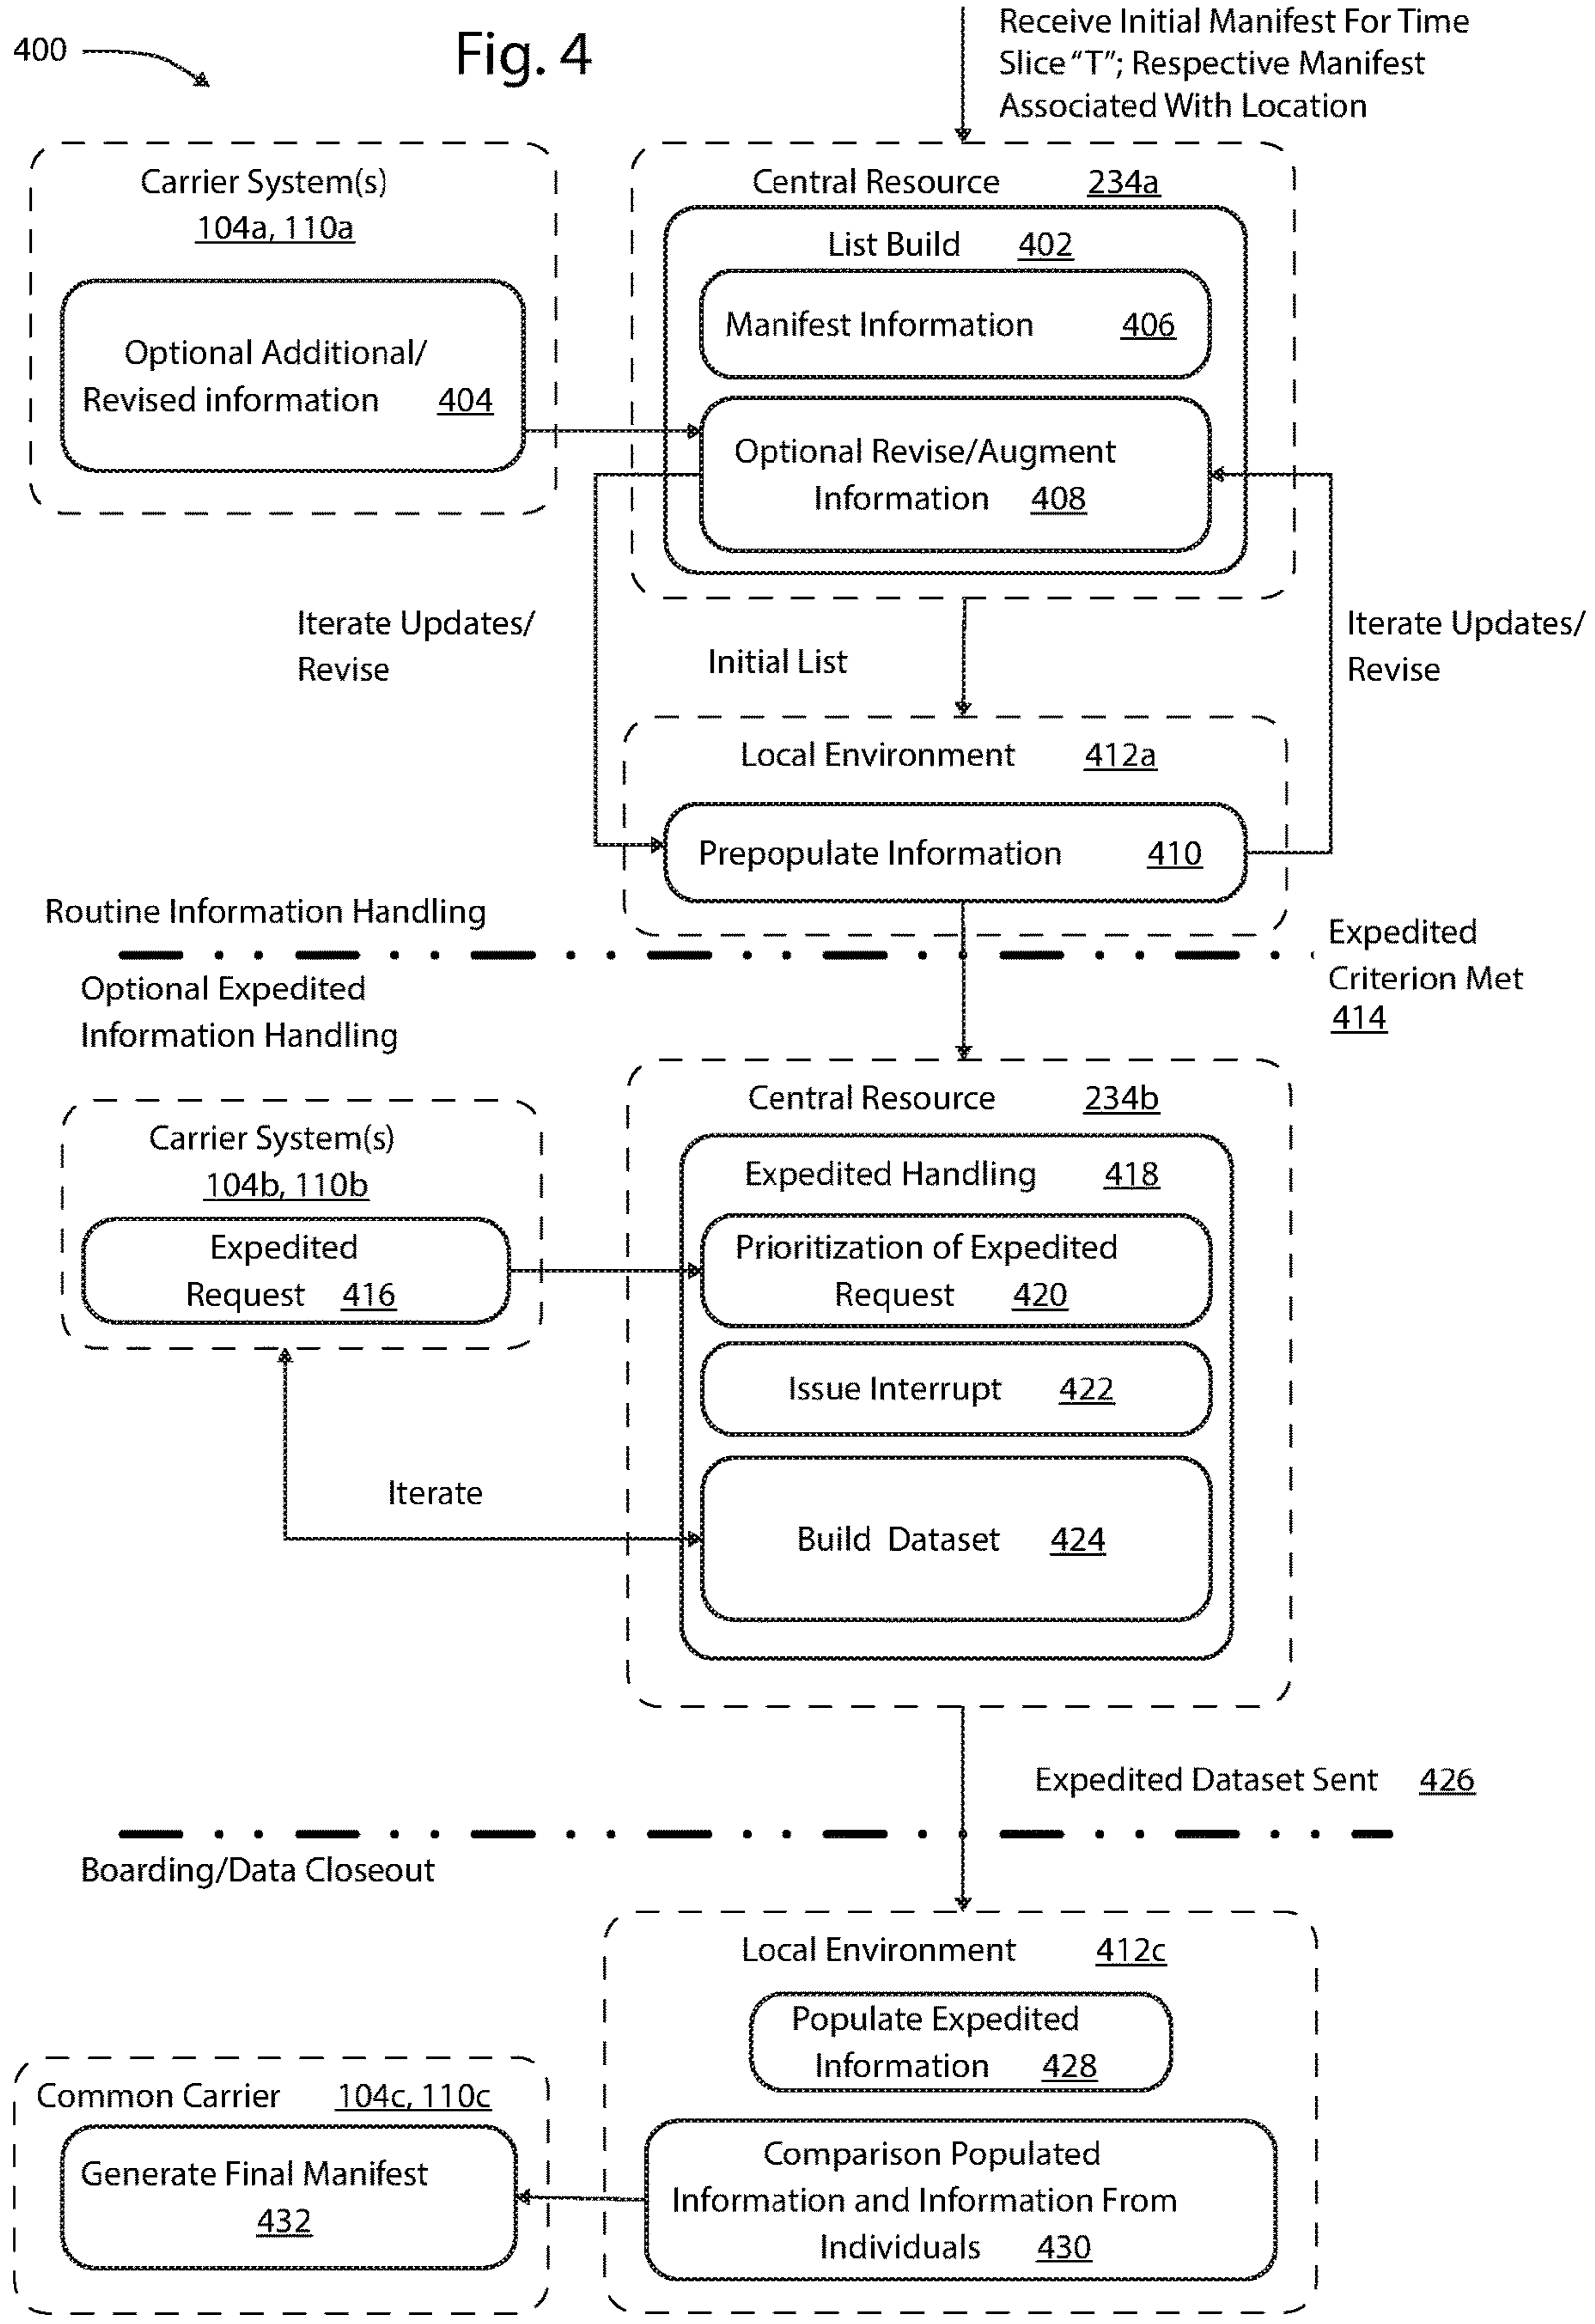 400
Fig. 4
Receive Initial Manifest For Time
Slice “T”; Respective Manifest
Associated With Location
Carrier System(s)
104a, 110a
Optional Additional/
Revised information 404
Central Resource 234a
List Build 402
Manifest Information 406
Optional Revise/Augment
Information 408
Iterate Updates/
Revise
Initial List
Iterate Updates/
Revise
Local Environment 412a
Prepopulate Information 410
Routine Information Handling
Expedited
Criterion Met
414
Optional Expedited
Information Handling
Carrier System(s)
104b, 110b
Expedited
Request 416
Central Resource 234b
Expedited Handling 418
Prioritization of Expedited
Request 420
Issue Interrupt 422
Iterate
Build Dataset 424
Expedited Dataset Sent 426
Boarding/Data Closeout
Local Environment 412c
Populate Expedited
Information 428
Common Carrier 104c, 110c
Generate Final Manifest
432
Comparison Populated
Information and Information From
Individuals 430